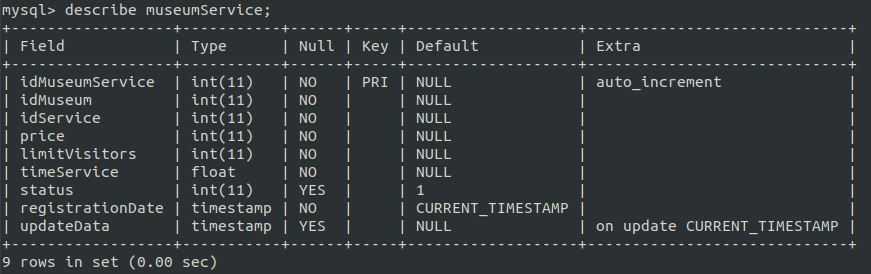 mysql> describe museumService;
+------------------+-----------+------+-----+-------------------+-----------------------------+
| Field            | Type      | Null | Key | Default           | Extra                       |
+------------------+-----------+------+-----+-------------------+-----------------------------+
| idMuseumService  | int(11)   | NO   | PRI | NULL              | auto_increment              |
| idMuseum         | int(11)   | NO   |     | NULL              |                             |
| idService        | int(11)   | NO   |     | NULL              |                             |
| price            | int(11)   | NO   |     | NULL              |                             |
| limitVisitors    | int(11)   | NO   |     | NULL              |                             |
| timeService      | float     | NO   |     | NULL              |                             |
| status           | int(11)   | YES  |     | 1                 |                             |
| registrationDate | timestamp | NO   |     | CURRENT_TIMESTAMP |                             |
| updateData       | timestamp | YES  |     | NULL              | on update CURRENT_TIMESTAMP |
+------------------+-----------+------+-----+-------------------+-----------------------------+
9 rows in set (0.00 sec)